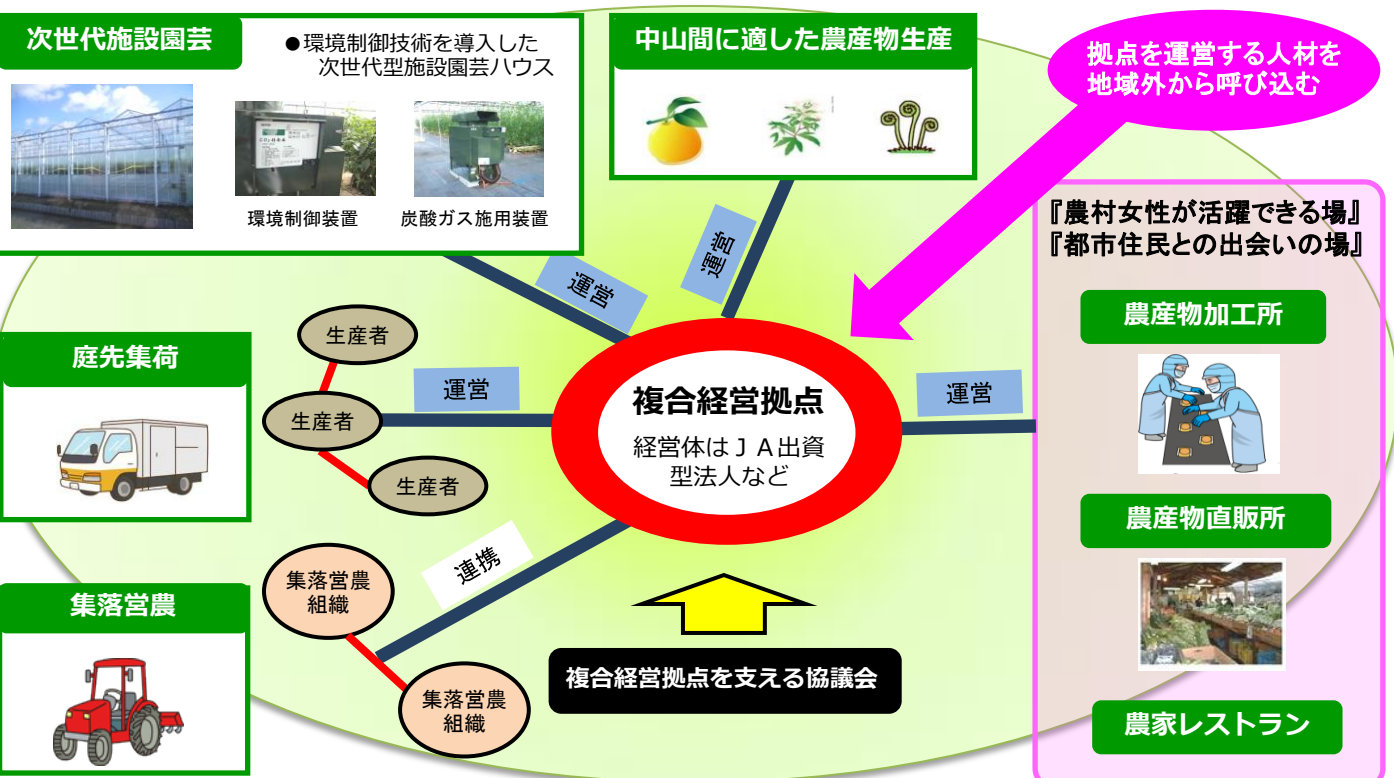 次世代施設園芸
●環境制御技術を導入した
次世代型施設園芸ハウス
環境制御装置
炭酸ガス施用装置
中山間に適した農産物生産
拠点を運営する人材を
地域外から呼び込む
『農村女性が活躍できる場』
『都市住民との出会いの場』
運営
運営
農産物加工所
庭先集荷
生産者
生産者
生産者
運営
複合経営拠点
経営体はＪＡ出資
型法人など
運営
農産物直販所
集落営農
集落営農
組織
集落営農
組織
連携
複合経営拠点を支える協議会
農家レストラン